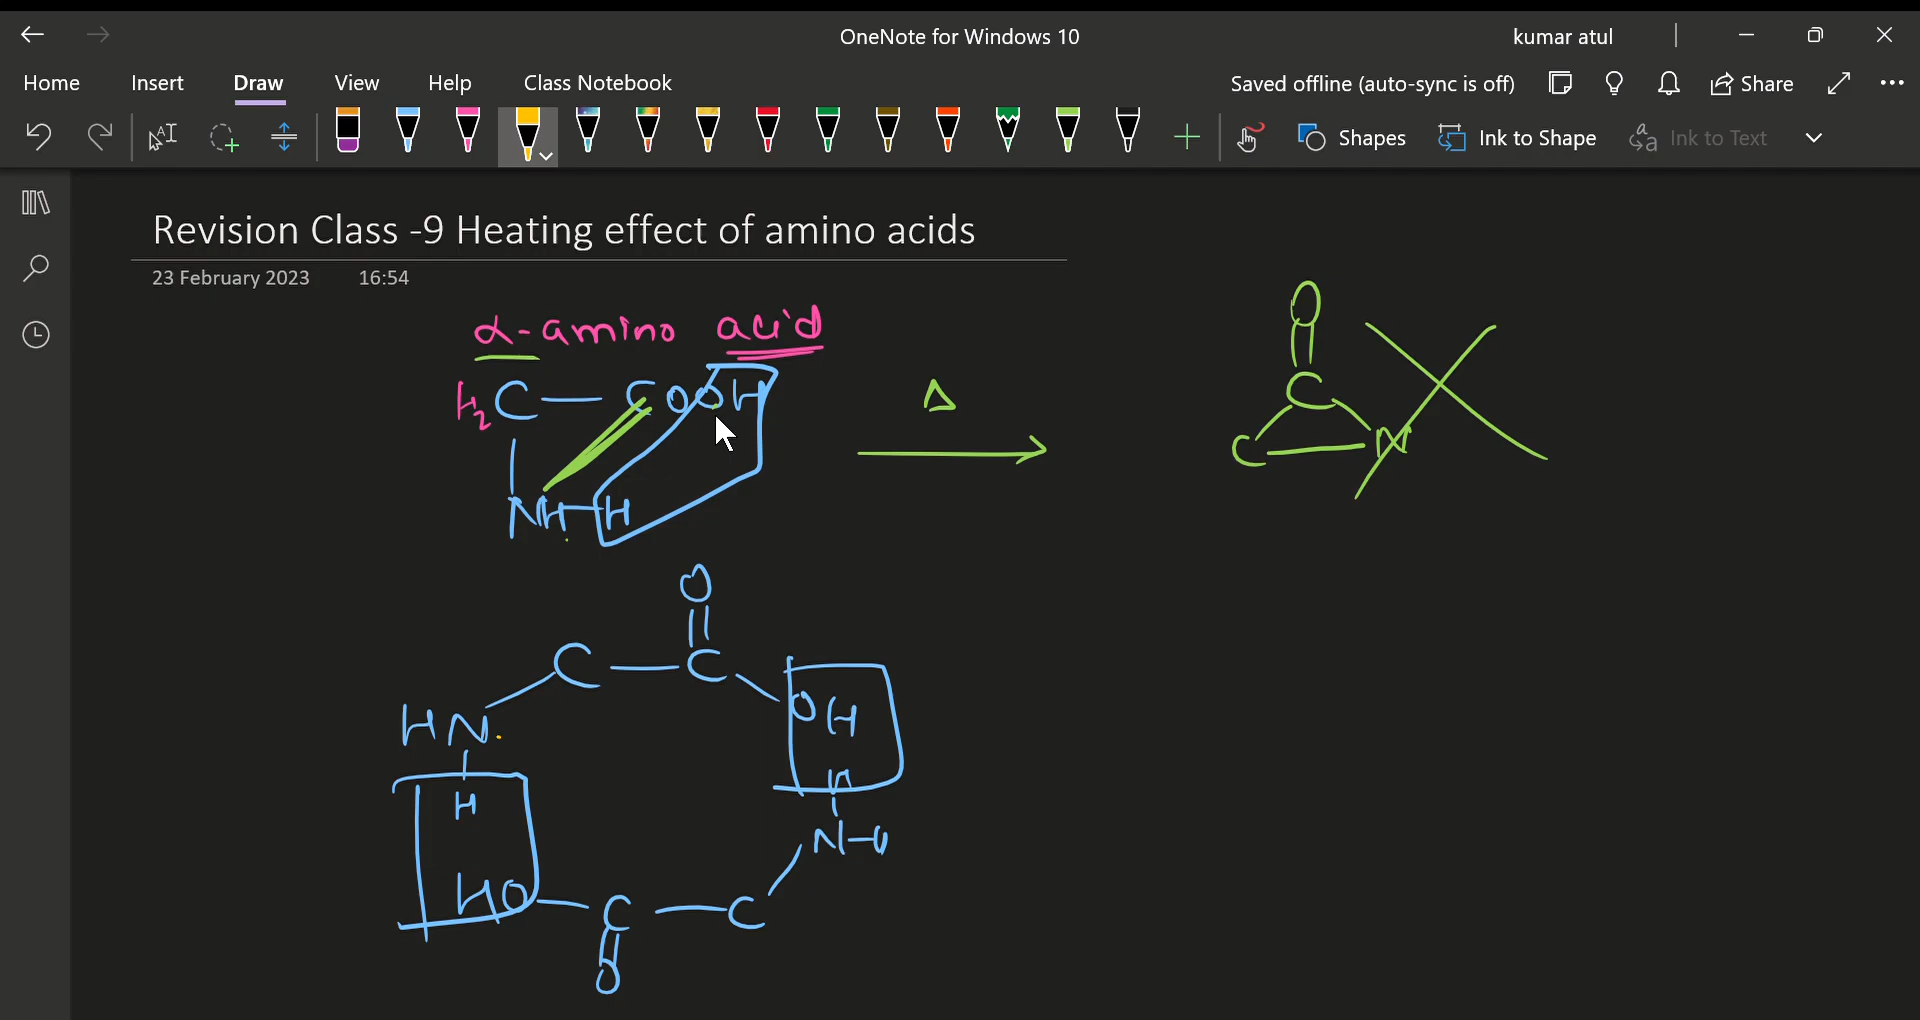 OneNote for Windows 10
kumar atul
Home Insert Draw View Help Class Notebook
Saved offline (auto-sync is off) Share
Shapes Ink to Shape Ink to Text
Revision Class -9 Heating effect of amino acids
23 February 2023 16:54
α-amino acid
H₂C — COOH
NH-H
Δ
O
C
C N
O
C — C
HN OH
H H
N-
HO C — C
O